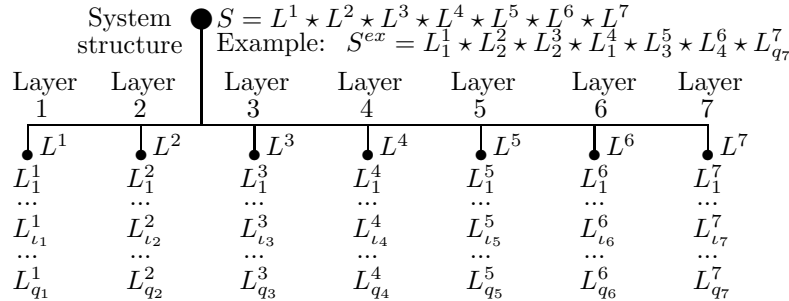 System structure
S = L^1 ⋆ L^2 ⋆ L^3 ⋆ L^4 ⋆ L^5 ⋆ L^6 ⋆ L^7
Example: S^{ex} = L^1_1 ⋆ L^2_2 ⋆ L^3_2 ⋆ L^4_1 ⋆ L^5_3 ⋆ L^6_4 ⋆ L^7_{q_7}
Layer Layer Layer Layer Layer Layer Layer
1 2 3 4 5 6 7
L^1 L^2 L^3 L^4 L^5 L^6 L^7
L^1_1 L^2_1 L^3_1 L^4_1 L^5_1 L^6_1 L^7_1
... ... ... ... ... ... ...
L^1_{ι_1} L^2_{ι_2} L^3_{ι_3} L^4_{ι_4} L^5_{ι_5} L^6_{ι_6} L^7_{ι_7}
... ... ... ... ... ... ...
L^1_{q_1} L^2_{q_2} L^3_{q_3} L^4_{q_4} L^5_{q_5} L^6_{q_6} L^7_{q_7}